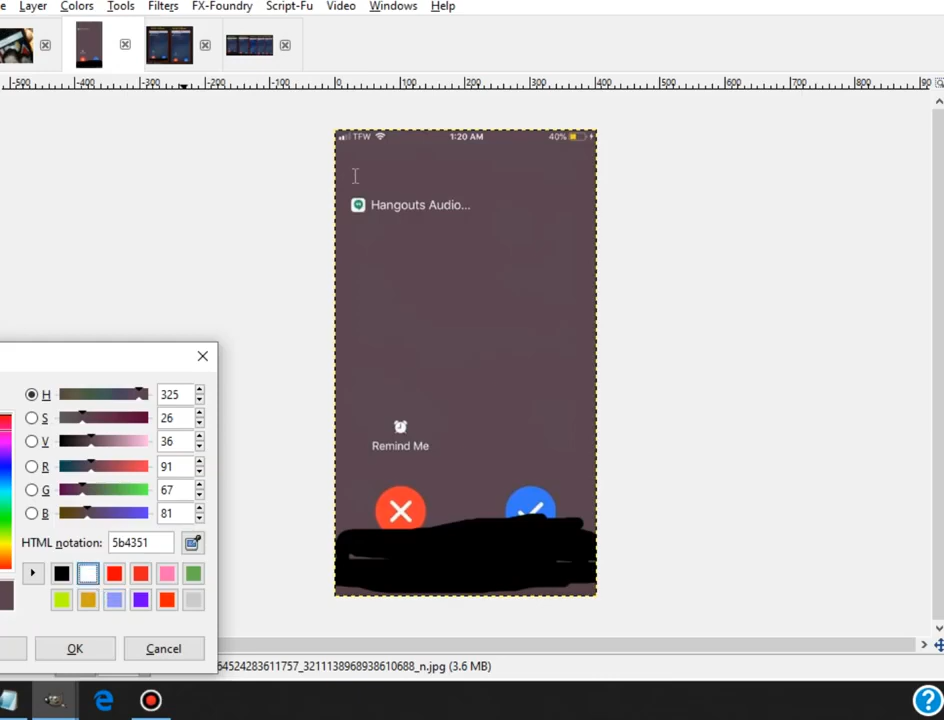 Layer Colors Tools Filters FX-Foundry Script-Fu Video Windows Help
-500 -400 -300 -200 -100 0 100 200 300 400 500 600 700 800
TFW 1:20 AM 40%
Hangouts Audio...
Remind Me
H 325
S 26
V 36
R 91
G 67
B 81
HTML notation: 5b4351
OK Cancel
64524283611757_3211138968938610688_n.jpg (3.6 MB)